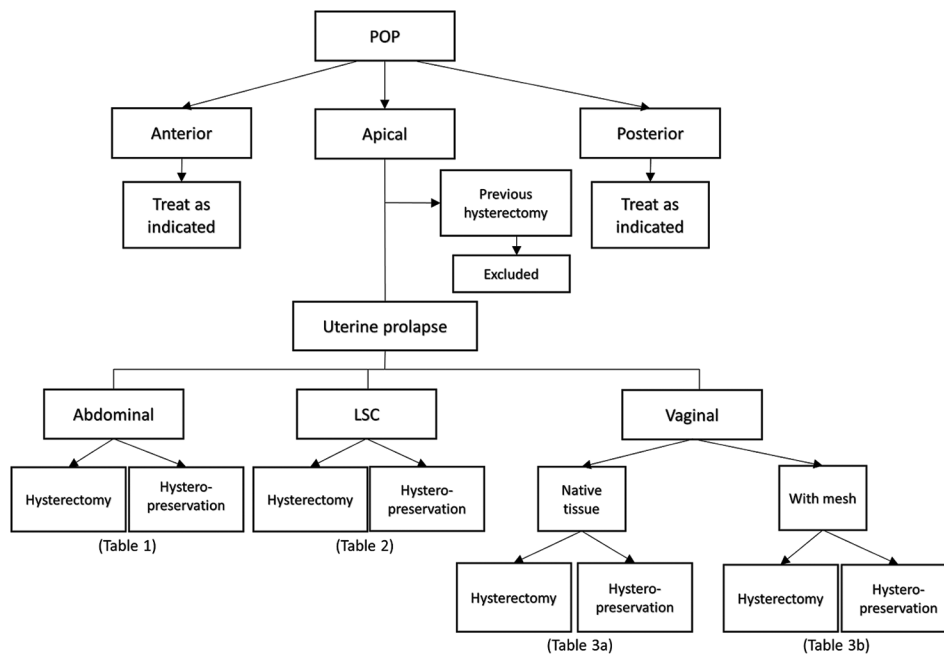 POP
Anterior
Apical
Posterior
Treat as
indicated
Previous
hysterectomy
Treat as
indicated
Excluded
Uterine prolapse
Abdominal
LSC
Vaginal
Hysterectomy
Hystero-
preservation
Hysterectomy
Hystero-
preservation
Native
tissue
With mesh
(Table 1)
(Table 2)
Hysterectomy
Hystero-
preservation
Hysterectomy
Hystero-
preservation
(Table 3a)
(Table 3b)